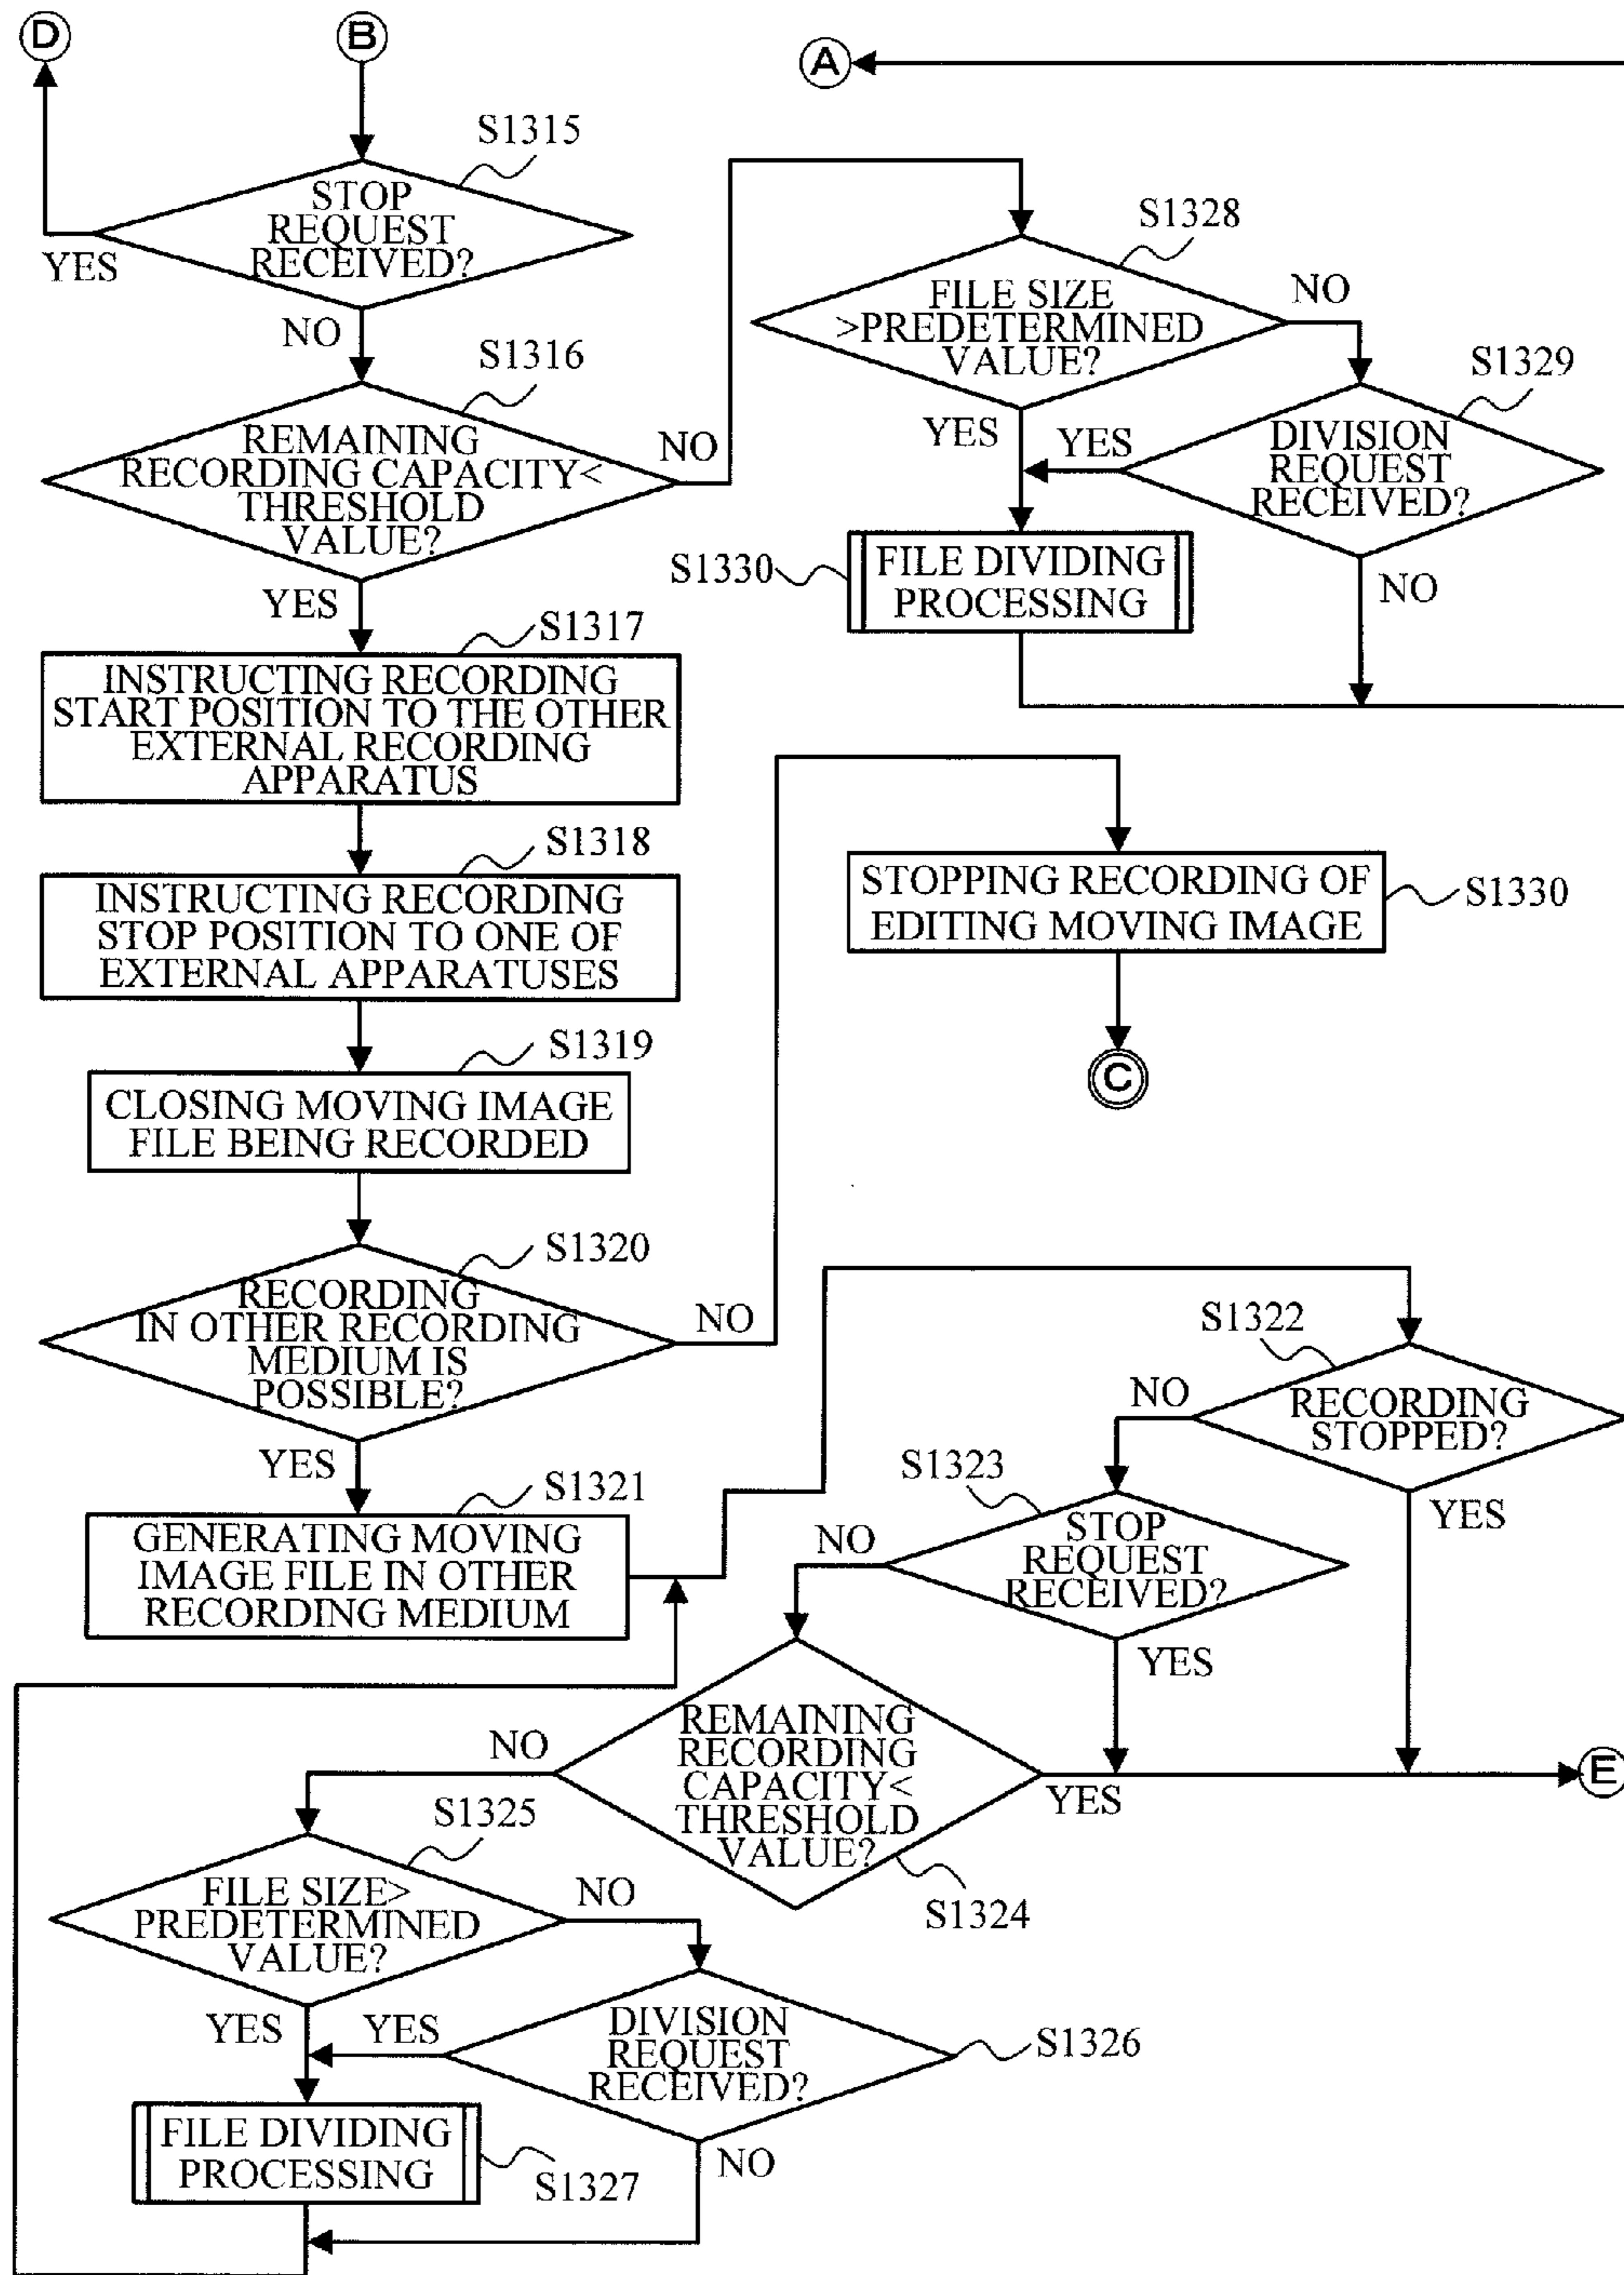 D
B
A
S1315
STOP
REQUEST
RECEIVED?
YES
NO
S1316
REMAINING
RECORDING CAPACITY<
THRESHOLD
VALUE?
NO
YES
S1328
FILE SIZE
>PREDETERMINED
VALUE?
NO
YES
S1329
DIVISION
REQUEST
RECEIVED?
YES
NO
S1330
FILE DIVIDING
PROCESSING
S1317
INSTRUCTING RECORDING
START POSITION TO THE OTHER
EXTERNAL RECORDING
APPARATUS
S1318
INSTRUCTING RECORDING
STOP POSITION TO ONE OF
EXTERNAL APPARATUSES
S1319
CLOSING MOVING IMAGE
FILE BEING RECORDED
S1320
RECORDING
IN OTHER RECORDING
MEDIUM IS
POSSIBLE?
NO
YES
STOPPING RECORDING OF
EDITING MOVING IMAGE
S1330
C
S1321
GENERATING MOVING
IMAGE FILE IN OTHER
RECORDING MEDIUM
S1322
RECORDING
STOPPED?
NO
YES
S1323
STOP
REQUEST
RECEIVED?
NO
YES
REMAINING
RECORDING
CAPACITY<
THRESHOLD
VALUE?
NO
YES
S1324
E
S1325
FILE SIZE>
PREDETERMINED
VALUE?
NO
YES
DIVISION
REQUEST
RECEIVED?
YES
NO
S1326
FILE DIVIDING
PROCESSING
S1327